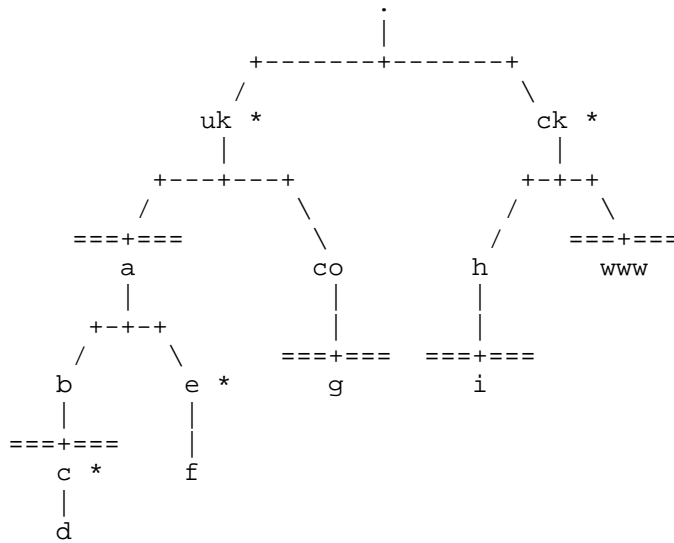 .
|
+-------+-------+
/ \
uk * ck *
| |
+---+---+ +-+-+
/ \ / \
===+=== \ / ===+===
a co h www
| | |
+-+-+ | |
/ \ ===+=== ===+===
b e * g i
| |
===+=== |
c * f
|
d